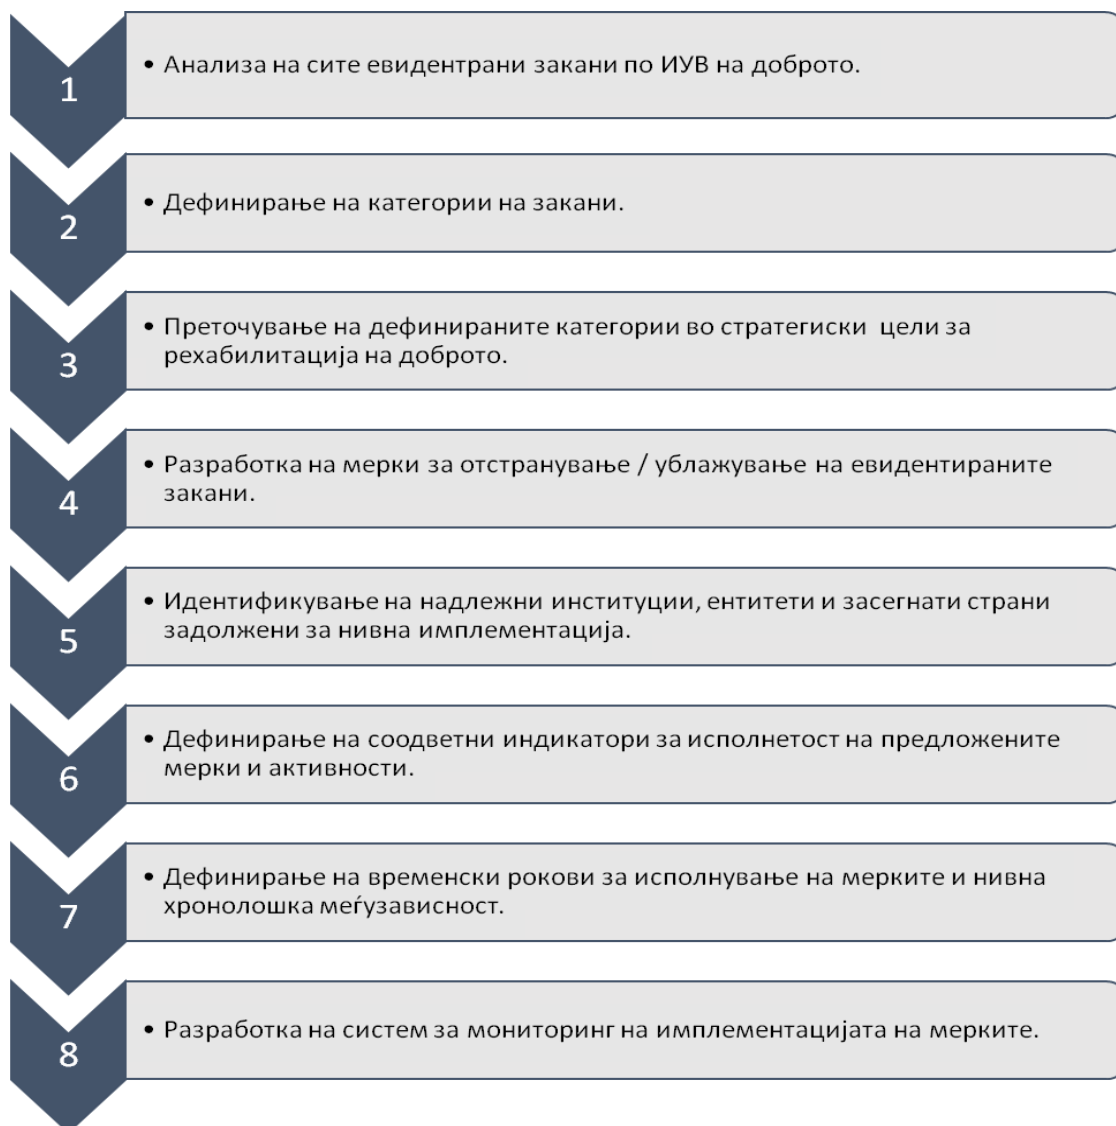 1
• Анализа на сите евидентрани закани по ИУВ на доброто.
2
• Дефинирање на категории на закани.
3
• Преточување на дефинираните категории во стратегиски цели за
рехабилитација на доброто.
4
• Разработка на мерки за отстранување / ублажување на евидентираните
закани.
5
• Идентификување на надлежни институции, ентитети и засегнати страни
задолжени за нивна имплементација.
6
• Дефинирање на соодветни индикатори за исполнетост на предложените
мерки и активности.
7
• Дефинирање на временски рокови за исполнување на мерките и нивна
хронолошка меѓузависност.
8
• Разработка на систем за мониторинг на имплементацијата на мерките.